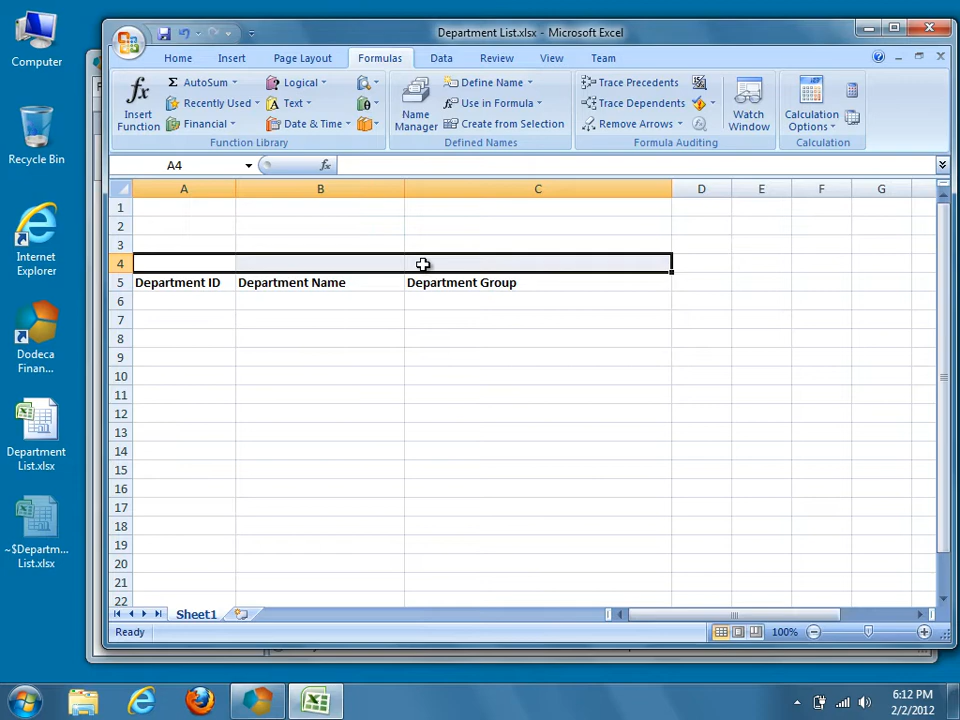 Department List.xlsx - Microsoft Excel
Home Insert Page Layout Formulas Data Review View Team
Insert Function
Σ AutoSum
Recently Used
Financial
Logical
Text
Date & Time
Function Library
Name Manager
Define Name
Use in Formula
Create from Selection
Defined Names
Trace Precedents
Trace Dependents
Remove Arrows
Formula Auditing
Watch Window
Calculation Options
Calculation
A4
fx
A B C D E F G
1
2
3
4
5 Department ID Department Name Department Group
6
7
8
9
10
11
12
13
14
15
16
17
18
19
20
21
22
Sheet1
Ready
100%
Computer
Recycle Bin
Internet Explorer
Dodeca Finan...
Department List.xlsx
~$Departm... List.xlsx
6:12 PM
2/2/2012